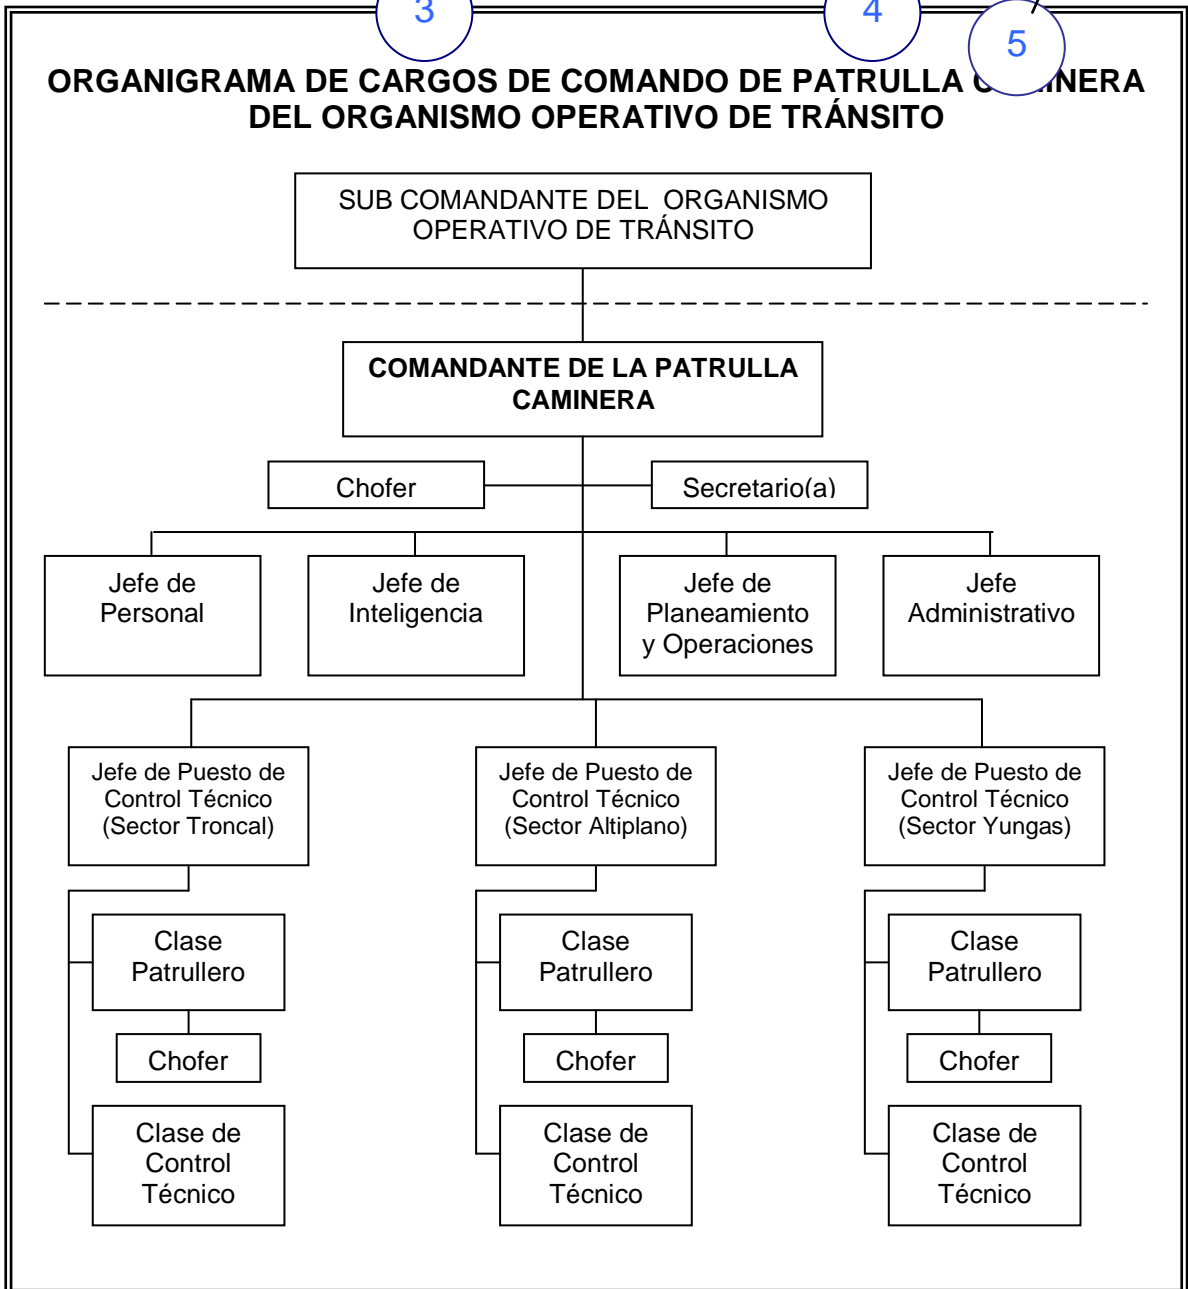 3
4
5
ORGANIGRAMA DE CARGOS DE COMANDO DE PATRULLA
DEL ORGANISMO OPERATIVO DE TRÁNSITO
SUB COMANDANTE DEL ORGANISMO
OPERATIVO DE TRÁNSITO
COMANDANTE DE LA PATRULLA
CAMINERA
Chofer
Secretario(a)
Jefe de
Personal
Jefe de
Inteligencia
Jefe de
Planeamiento
y Operaciones
Jefe
Administrativo
Jefe de Puesto de
Control Técnico
(Sector Troncal)
Jefe de Puesto de
Control Técnico
(Sector Altiplano)
Jefe de Puesto de
Control Técnico
(Sector Yungas)
Clase
Patrullero
Clase
Patrullero
Clase
Patrullero
Chofer
Chofer
Chofer
Clase de
Control
Técnico
Clase de
Control
Técnico
Clase de
Control
Técnico